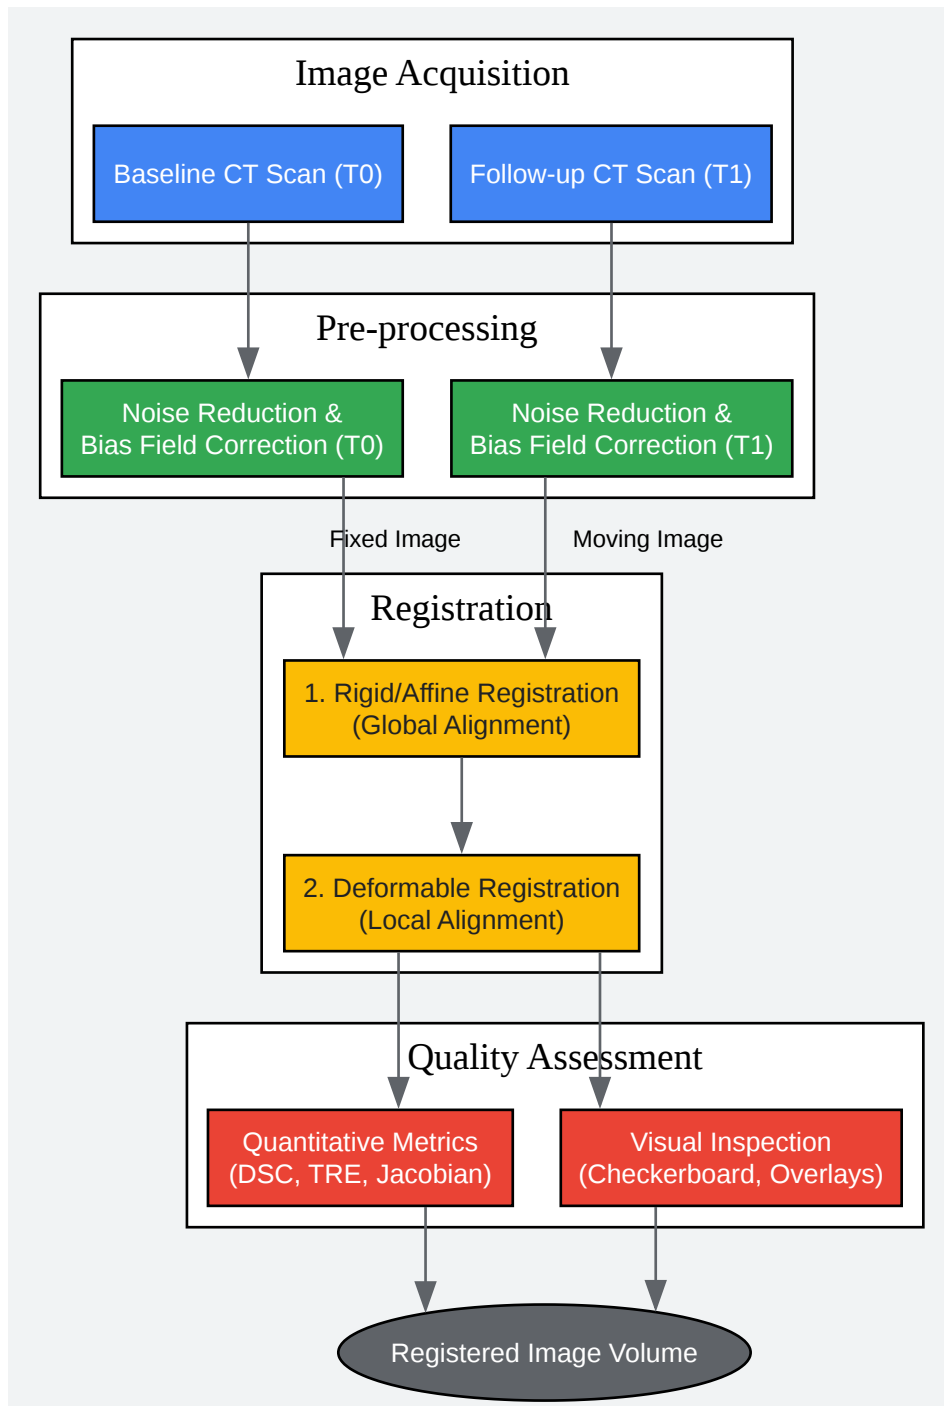 Image Acquisition
Baseline CT Scan (T0)
Follow-up CT Scan (T1)
Pre-processing
Noise Reduction &
Bias Field Correction (T0)
Noise Reduction &
Bias Field Correction (T1)
Fixed Image
Moving Image
Registration
1. Rigid/Affine Registration
(Global Alignment)
2. Deformable Registration
(Local Alignment)
Quality Assessment
Quantitative Metrics
(DSC, TRE, Jacobian)
Visual Inspection
(Checkerboard, Overlays)
Registered Image Volume